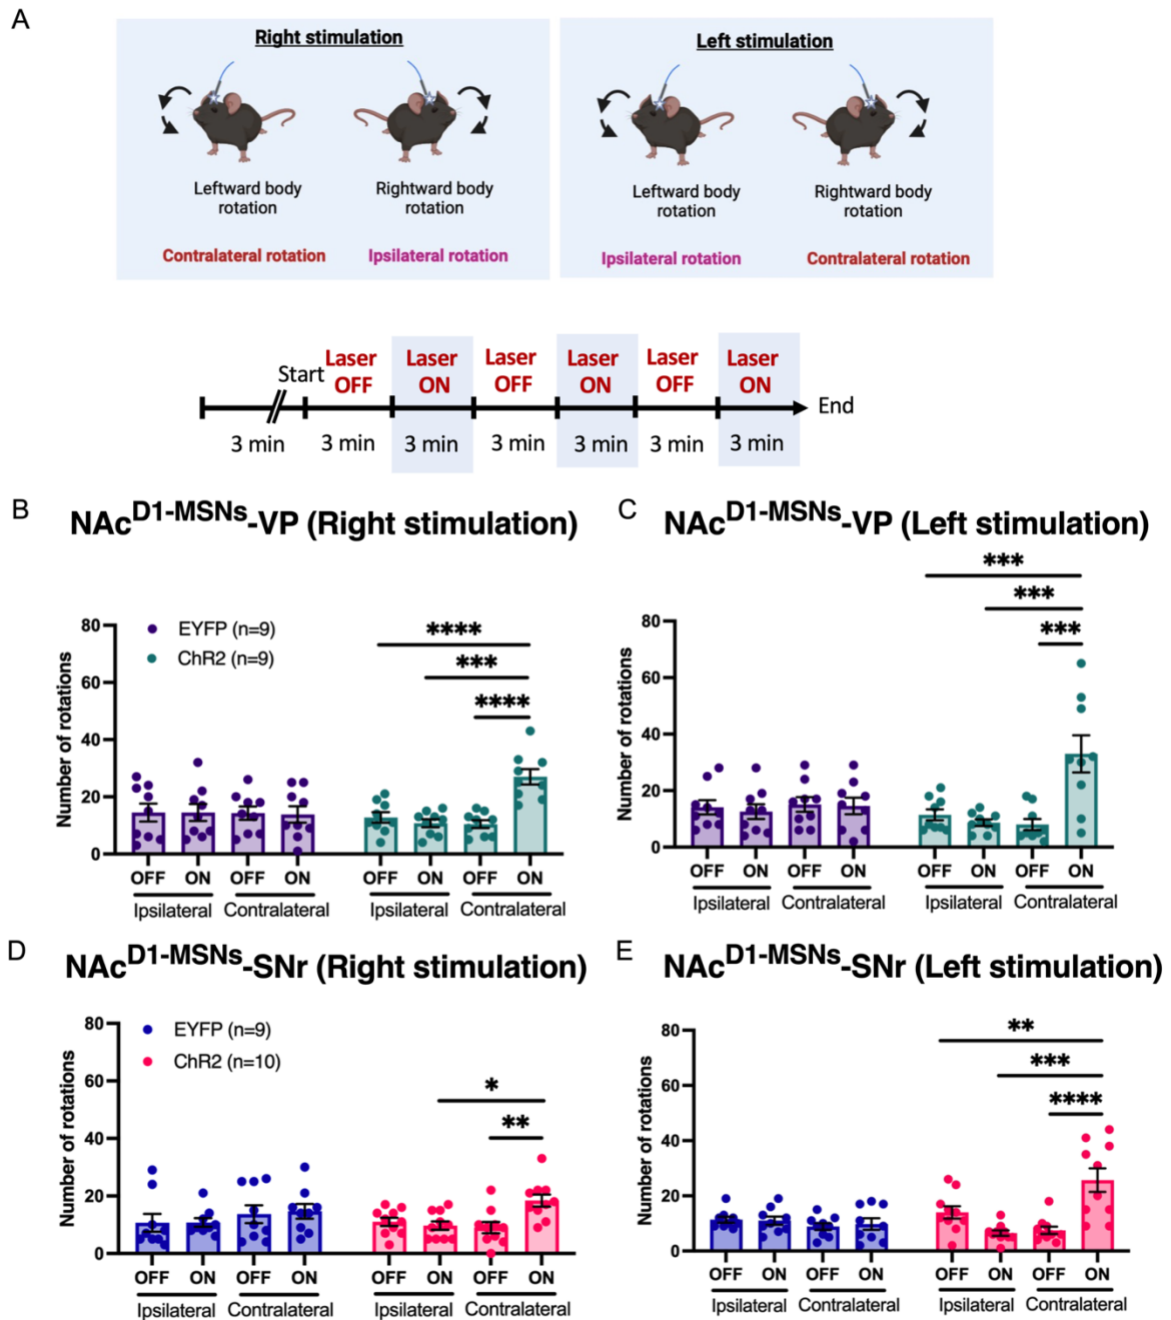 A
Right stimulation
Left stimulation
Leftward body
rotation
Rightward body
rotation
Leftward body
rotation
Rightward body
rotation
Contralateral rotation
Ipsilateral rotation
Ipsilateral rotation
Contralateral rotation
Start
Laser
OFF
Laser
ON
Laser
OFF
Laser
ON
Laser
OFF
Laser
ON
End
3 min
3 min
3 min
3 min
3 min
3 min
3 min
B
NAcD1-MSNs-VP (Right stimulation)
Number of rotations
80
60
40
20
0
EYFP (n=9)
ChR2 (n=9)
****
***
****
OFF ON OFF ON OFF ON OFF ON
Ipsilateral Contralateral Ipsilateral Contralateral
C
NAcD1-MSNs-VP (Left stimulation)
Number of rotations
80
60
40
20
0
***
***
***
OFF ON OFF ON OFF ON OFF ON
Ipsilateral Contralateral Ipsilateral Contralateral
D
NAcD1-MSNs-SNr (Right stimulation)
Number of rotations
80
60
40
20
0
EYFP (n=9)
ChR2 (n=10)
*
**
OFF ON OFF ON OFF ON OFF ON
Ipsilateral Contralateral Ipsilateral Contralateral
E
NAcD1-MSNs-SNr (Left stimulation)
Number of rotations
80
60
40
20
0
**
***
****
OFF ON OFF ON OFF ON OFF ON
Ipsilateral Contralateral Ipsilateral Contralateral